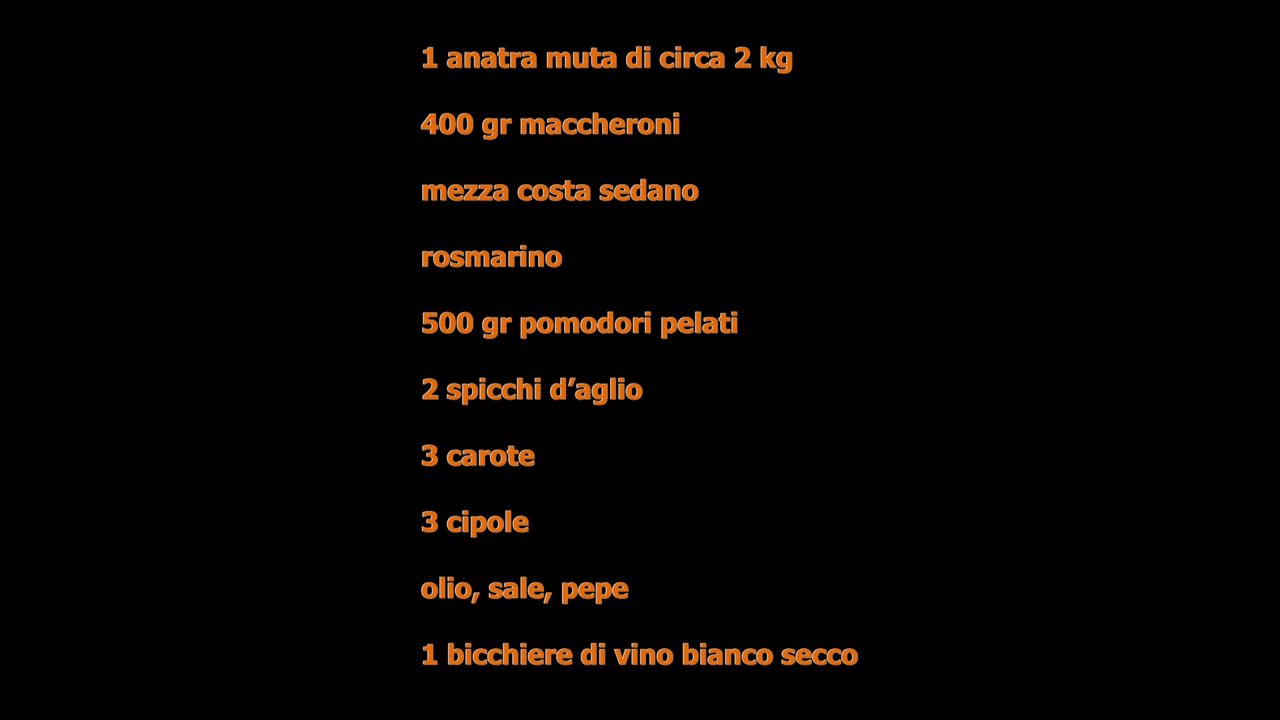 1 anatra muta di circa 2 kg
400 gr maccheroni
mezza costa sedano
rosmarino
500 gr pomodori pelati
2 spicchi d’aglio
3 carote
3 cipole
olio, sale, pepe
1 bicchiere di vino bianco secco